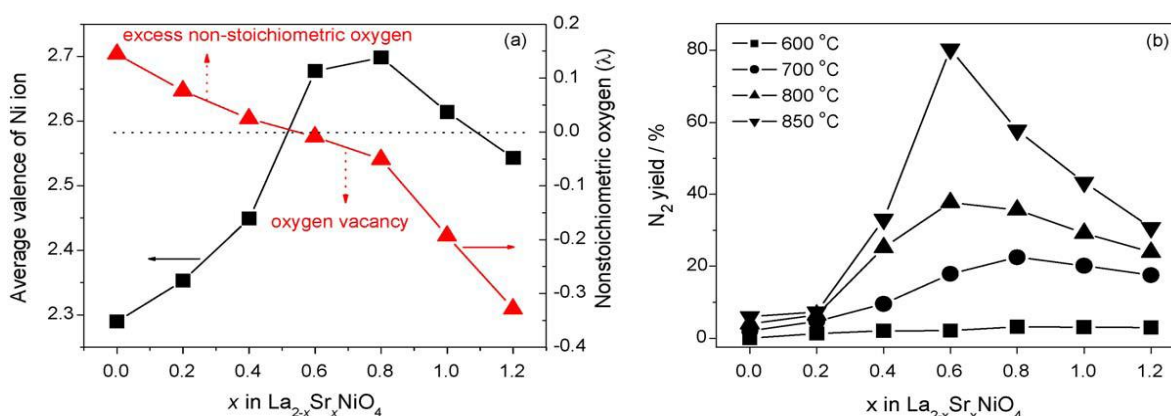 (a)
excess non-stoichiometric oxygen
oxygen vacancy
Average valence of Ni ion
2.7
2.6
2.5
2.4
2.3
0.2
0.1
0.0
-0.1
-0.2
-0.3
-0.4
Nonstoichiometric oxygen (λ)
0.0 0.2 0.4 0.6 0.8 1.0 1.2
x in La2-xSrxNiO4
(b)
600 °C
700 °C
800 °C
850 °C
N2 yield / %
80
60
40
20
0
0.0 0.2 0.4 0.6 0.8 1.0 1.2
x in La2-xSrxNiO4